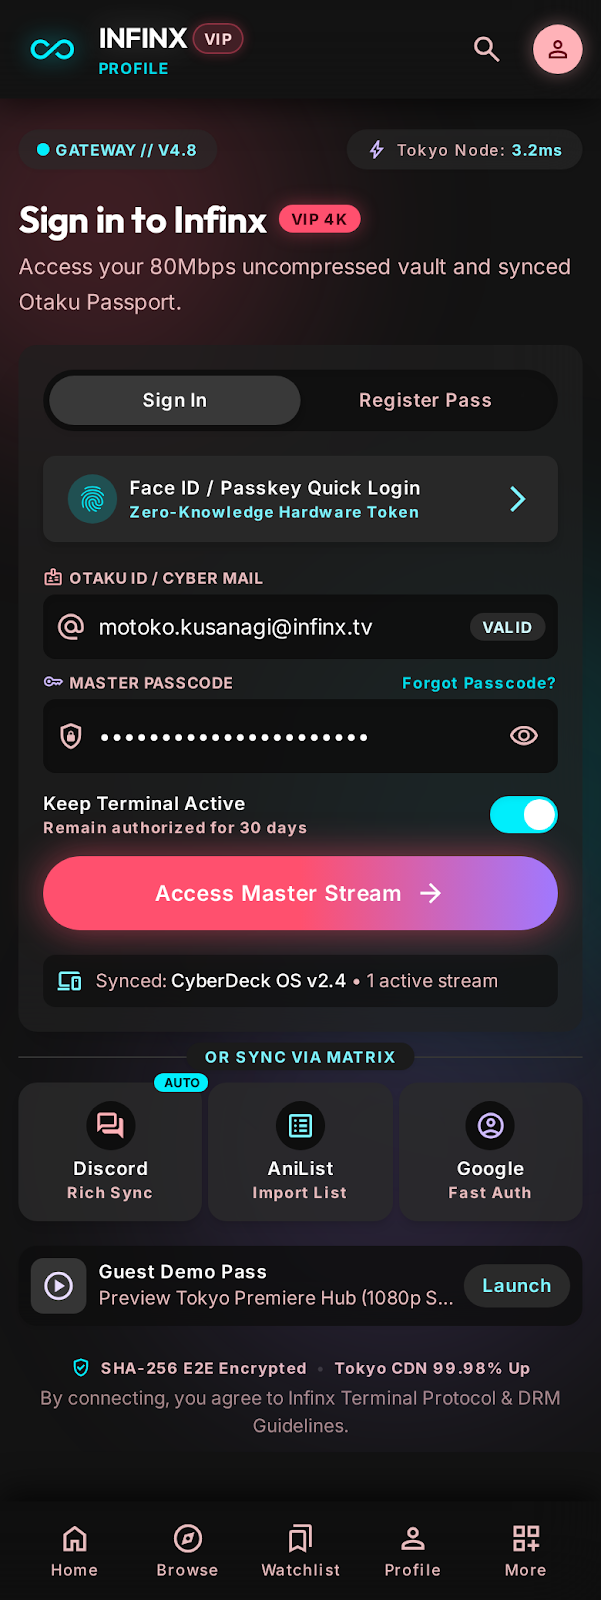 INFINX VIP
PROFILE
GATEWAY // V4.8
Tokyo Node: 3.2ms
Sign in to Infinx VIP 4K
Access your 80Mbps uncompressed vault and synced
Otaku Passport.
Sign In
Register Pass
Face ID / Passkey Quick Login
Zero-Knowledge Hardware Token
OTAKU ID / CYBER MAIL
motoko.kusanagi@infinx.tv VALID
MASTER PASSCODE Forgot Passcode?
Keep Terminal Active
Remain authorized for 30 days
Access Master Stream
Synced: CyberDeck OS v2.4 • 1 active stream
OR SYNC VIA MATRIX
AUTO
Discord
Rich Sync
AniList
Import List
Google
Fast Auth
Guest Demo Pass
Preview Tokyo Premiere Hub (1080p S...
Launch
SHA-256 E2E Encrypted • Tokyo CDN 99.98% Up
By connecting, you agree to Infinx Terminal Protocol & DRM
Guidelines.
Home
Browse
Watchlist
Profile
More